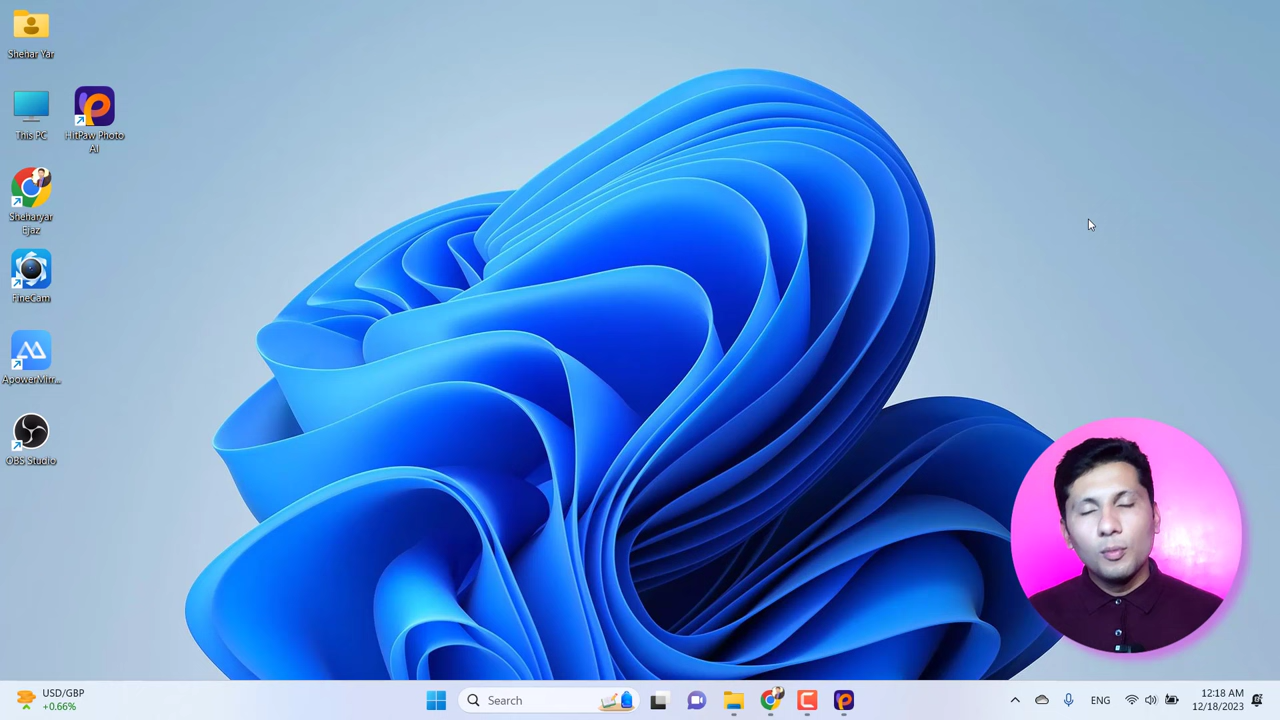 Shehar Yar
This PC
HitPaw Photo
AI
Sheharyar
Ejaz
FineCam
ApowerMirr...
OBS Studio
USD/GBP
+0.66%
Search
ENG
12:18 AM
12/18/2023